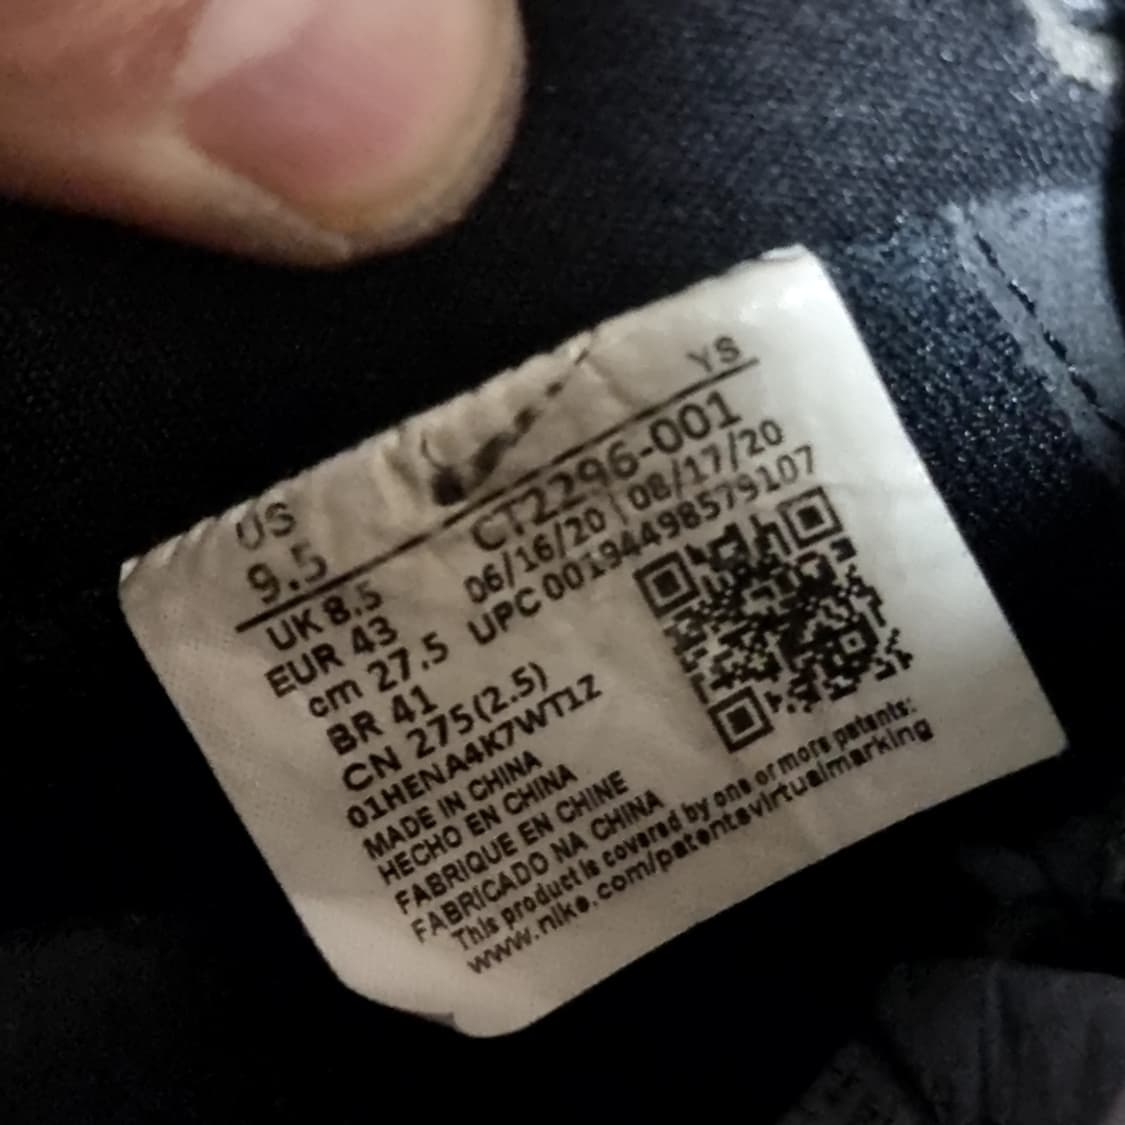 US
9.5
YS
UK 8.5
EUR 43
cm 27.5
BR 41
CN 275(2.5)
CT2296-001
06/16/20 | 08/17/20
UPC 00194498579107
01HENA4K7WT1Z
MADE IN CHINA
HECHO EN CHINA
FABRIQUE EN CHINE
FABRICADO NA CHINA
This product is covered by one or more patents:
www.nike.com/patentsvirtualmarking